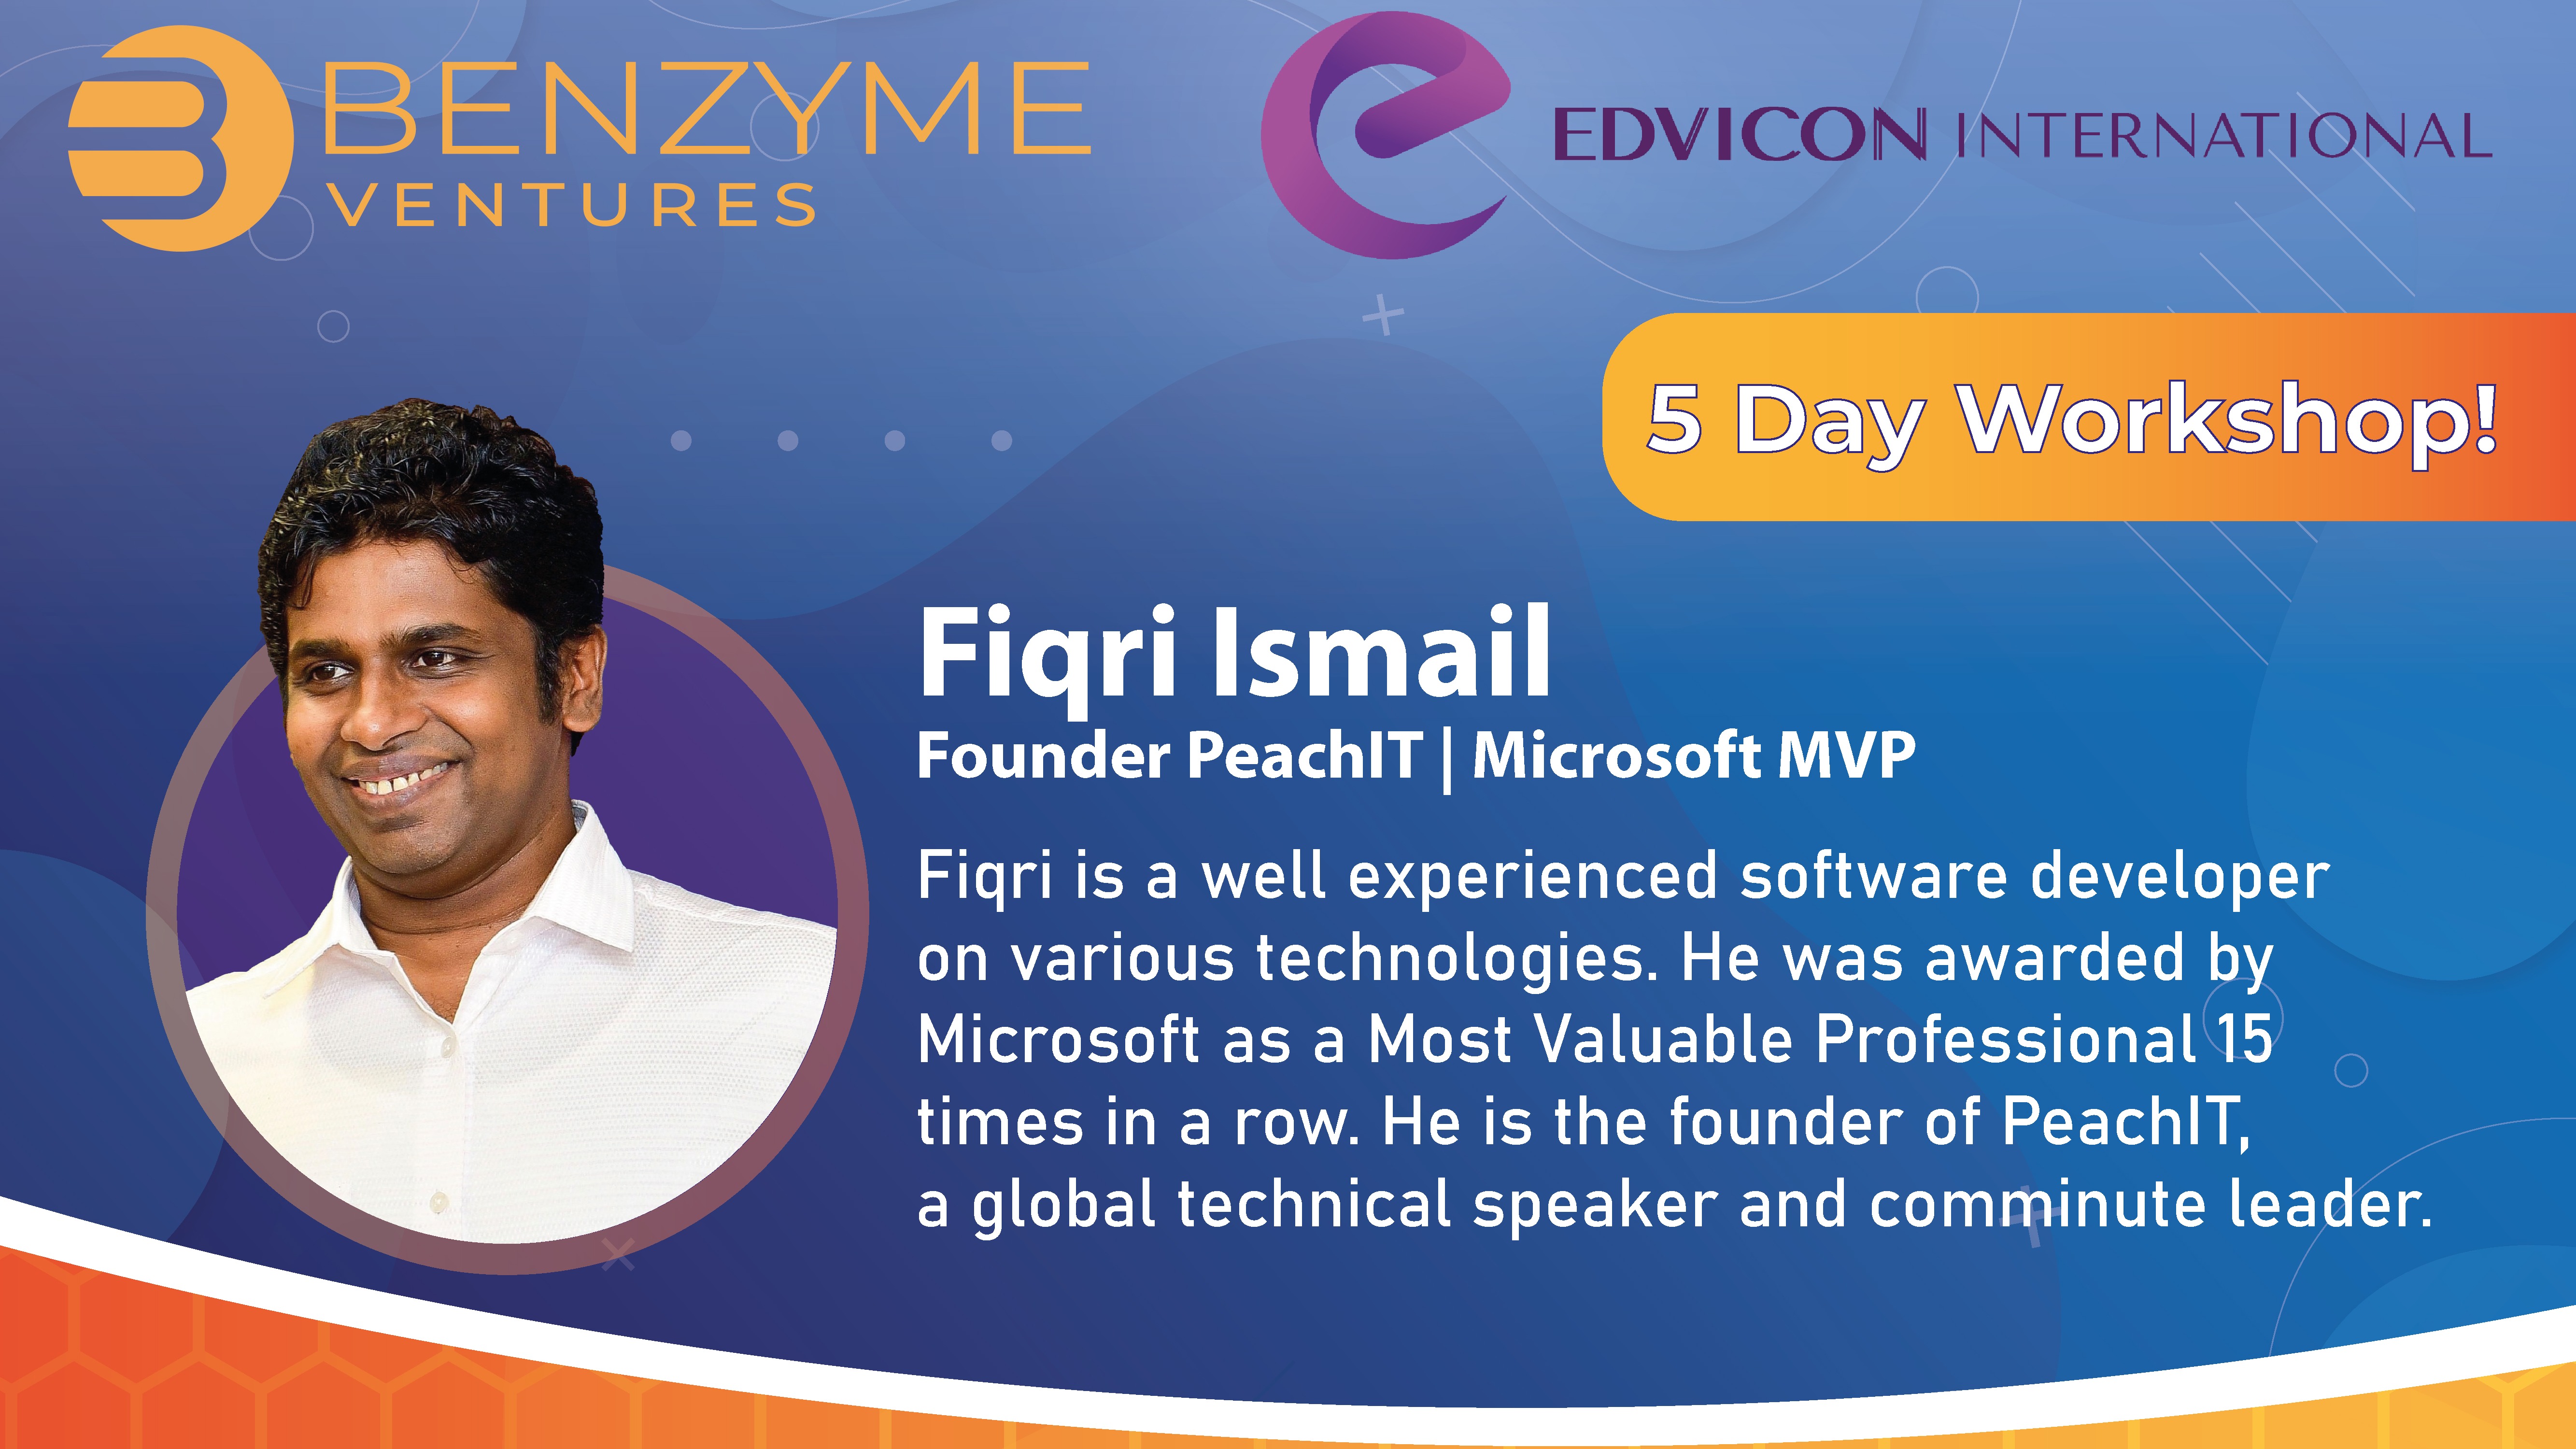 BENZYME
VENTURES
EDVICON INTERNATIONAL
5 Day Workshop!
Fiqri Ismail
Founder PeachIT | Microsoft MVP
Fiqri is a well experienced software developer
on various technologies. He was awarded by
Microsoft as a Most Valuable Professional 15
times in a row. He is the founder of PeachIT,
a global technical speaker and comminute leader.